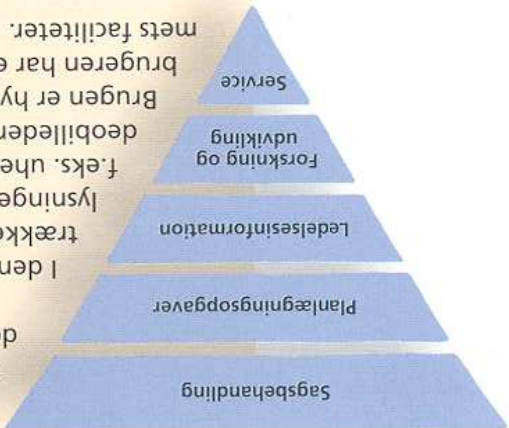 Sagsbehandling
Planlægningsopgaver
Ledelsesinformation
Forskning og
udvikling
Service
de
I den
trække
lysninge
f.eks. uhe
deobilleder
Brugen er hy
brugeren har e
mets faciliteter.